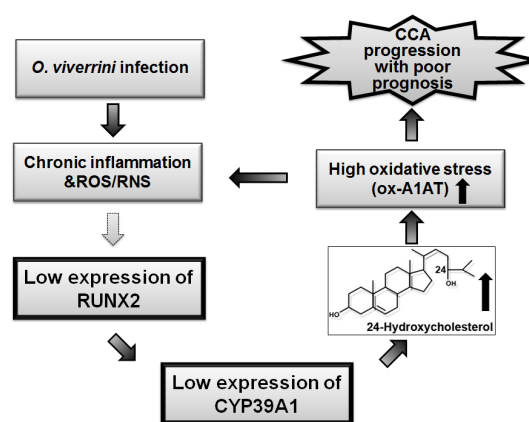 O. viverrini infection
Chronic inflammation
&ROS/RNS
Low expression of
RUNX2
Low expression of
CYP39A1
24
OH
HO
24-Hydroxycholesterol
High oxidative stress
(ox-A1AT)
CCA
progression
with poor
prognosis